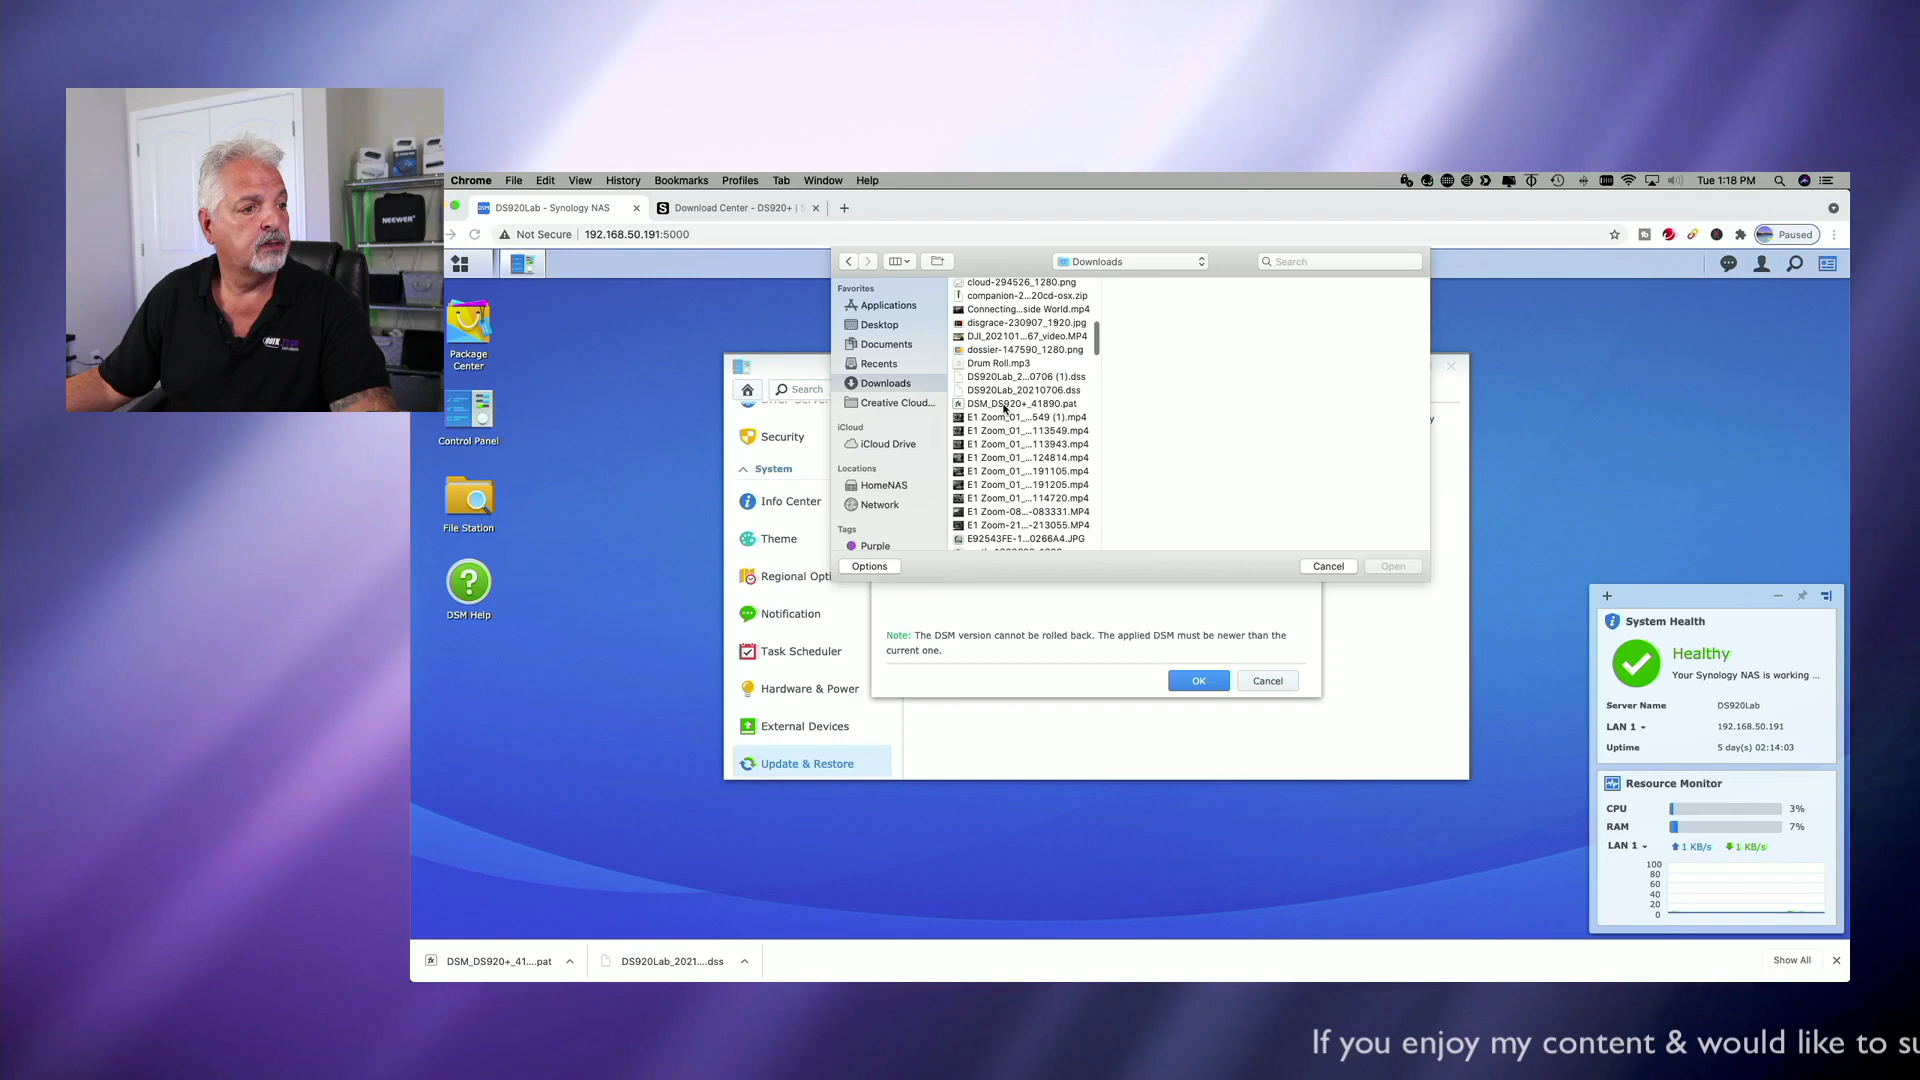 NEEWER
Chrome File Edit View History Bookmarks Profiles Tab Window Help
Tue 1:18 PM
DS920Lab - Synology NAS
Download Center - DS920+ | S
Not Secure 192.168.50.191:5000
Paused
Package Center
Control Panel
File Station
DSM Help
Search
Security
System
Info Center
Theme
Regional Opti
Notification
Task Scheduler
Hardware & Power
External Devices
Update & Restore
Downloads
Search
Favorites
Applications
Desktop
Documents
Recents
Downloads
Creative Cloud...
iCloud
iCloud Drive
Locations
HomeNAS
Network
Tags
Purple
cloud-294526_1280.png
companion-2...20cd-osx.zip
Connecting...side World.mp4
disgrace-230907_1920.jpg
DJI_202101...67_video.MP4
dossier-147590_1280.png
Drum Roll.mp3
DS920Lab_2...0706 (1).dss
DS920Lab_20210706.dss
DSM_DS920+_41890.pat
E1 Zoom_01_...549 (1).mp4
E1 Zoom_01_...113549.mp4
E1 Zoom_01_...113943.mp4
E1 Zoom_01_...124814.mp4
E1 Zoom_01_...191105.mp4
E1 Zoom_01_...191205.mp4
E1 Zoom_01_...114720.mp4
E1 Zoom-08...-083331.MP4
E1 Zoom-21...-213055.MP4
E92543FE-1...0266A4.JPG
Options
Cancel
Open
Note: The DSM version cannot be rolled back. The applied DSM must be newer than the
current one.
OK
Cancel
System Health
Healthy
Your Synology NAS is working ...
Server Name DS920Lab
LAN 1 192.168.50.191
Uptime 5 day(s) 02:14:03
Resource Monitor
CPU 3%
RAM 7%
LAN 1 1 KB/s 1 KB/s
100
80
60
40
20
0
DSM_DS920+_41....pat
DS920Lab_2021....dss
Show All
If you enjoy my content & would like to su